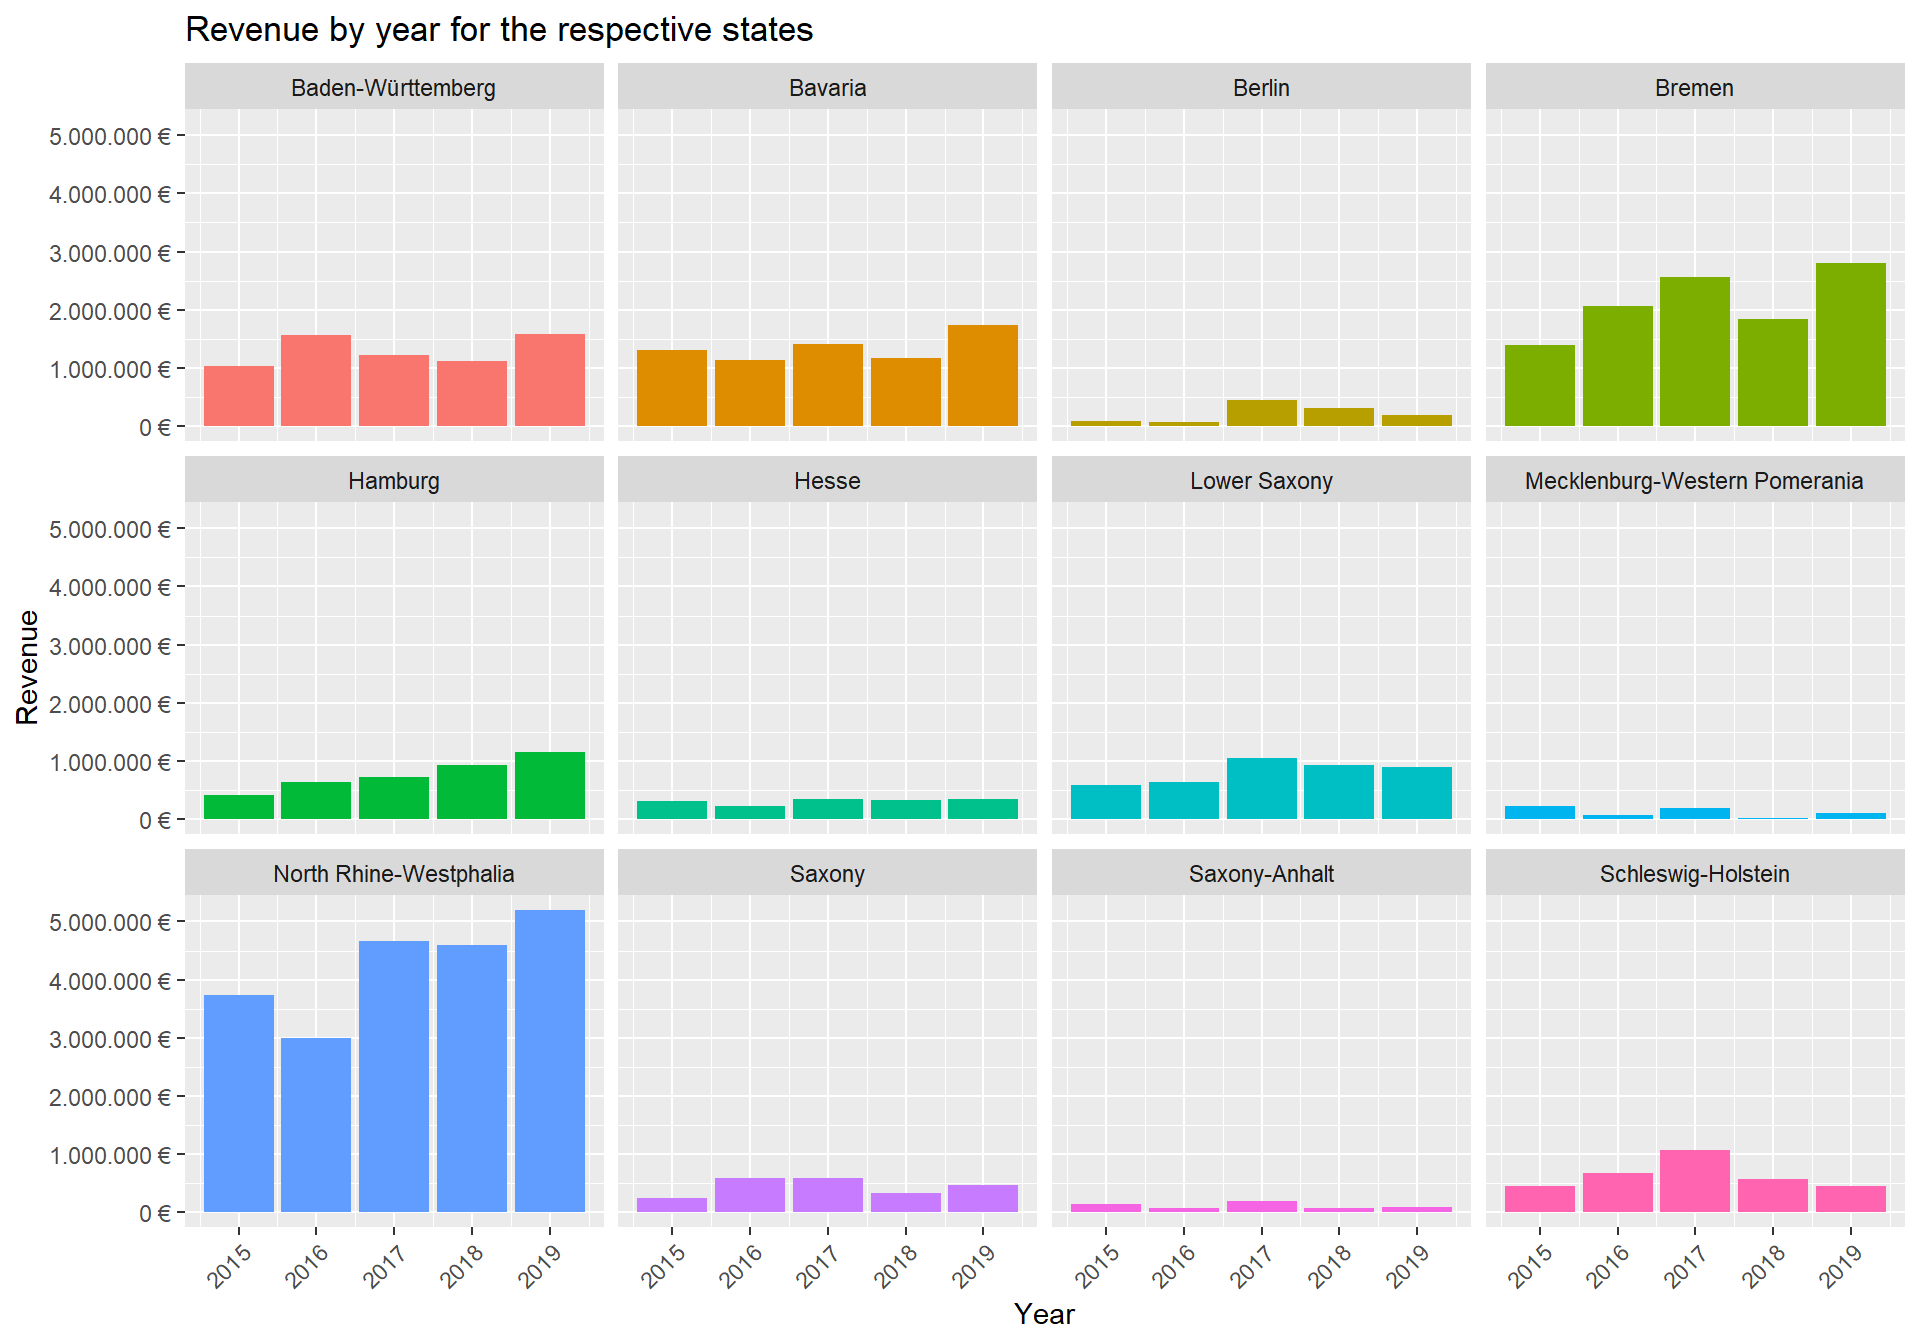 Revenue by year for the respective states
Baden-Württemberg
Bavaria
Berlin
Bremen
5.000.000 €
4.000.000 €
3.000.000 €
2.000.000 €
1.000.000 €
0 €
Hamburg
Hesse
Lower Saxony
Mecklenburg-Western Pomerania
5.000.000 €
4.000.000 €
3.000.000 €
2.000.000 €
1.000.000 €
0 €
Revenue
North Rhine-Westphalia
Saxony
Saxony-Anhalt
Schleswig-Holstein
5.000.000 €
4.000.000 €
3.000.000 €
2.000.000 €
1.000.000 €
0 €
2015 2016 2017 2018 2019
2015 2016 2017 2018 2019
2015 2016 2017 2018 2019
2015 2016 2017 2018 2019
Year